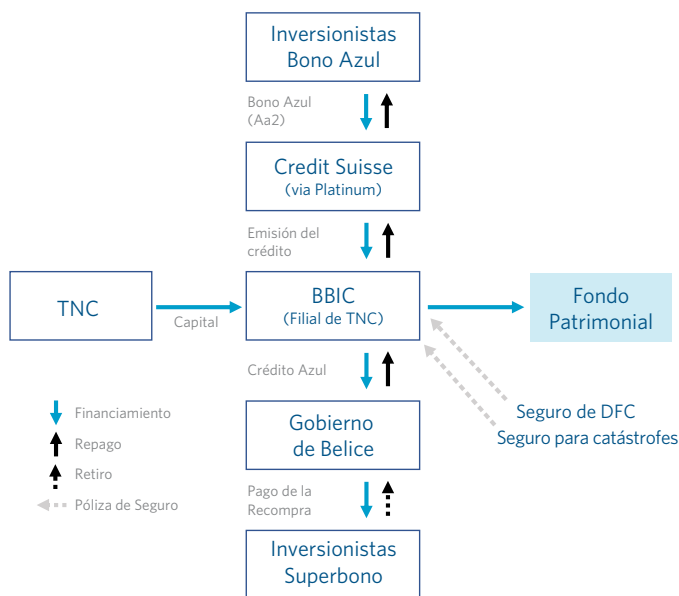 Inversionistas
Bono Azul
Bono Azul
(Aa2)
Credit Suisse
(via Platinum)
Emisión del
crédito
TNC
Capital
BBIC
(Filial de TNC)
Fondo
Patrimonial
Crédito Azul
Seguro de DFC
Seguro para catástrofes
Financiamiento
Repago
Retiro
Póliza de Seguro
Gobierno
de Belice
Pago de la
Recompra
Inversionistas
Superbono